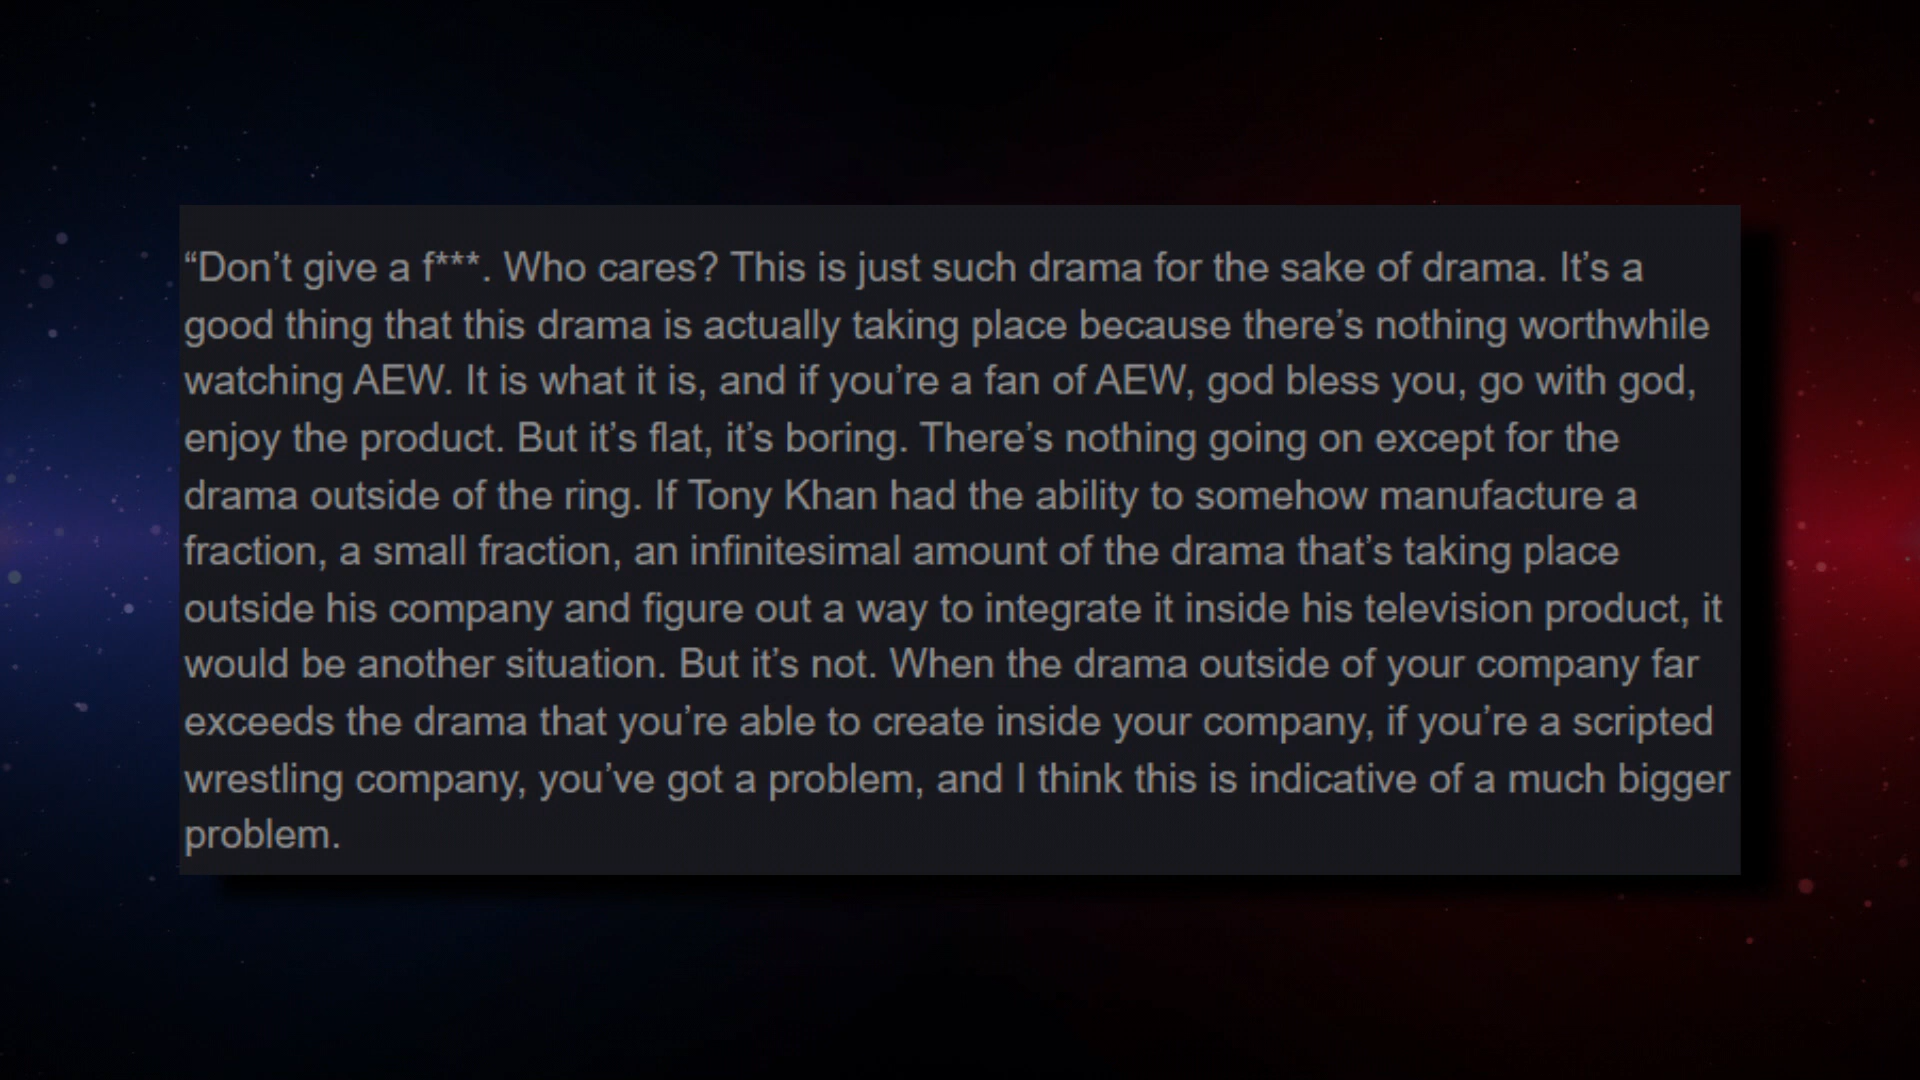 “Don’t give a f***. Who cares? This is just such drama for the sake of drama. It’s a
good thing that this drama is actually taking place because there’s nothing worthwhile
watching AEW. It is what it is, and if you’re a fan of AEW, god bless you, go with god,
enjoy the product. But it’s flat, it’s boring. There’s nothing going on except for the
drama outside of the ring. If Tony Khan had the ability to somehow manufacture a
fraction, a small fraction, an infinitesimal amount of the drama that’s taking place
outside his company and figure out a way to integrate it inside his television product, it
would be another situation. But it’s not. When the drama outside of your company far
exceeds the drama that you’re able to create inside your company, if you’re a scripted
wrestling company, you’ve got a problem, and I think this is indicative of a much bigger
problem.